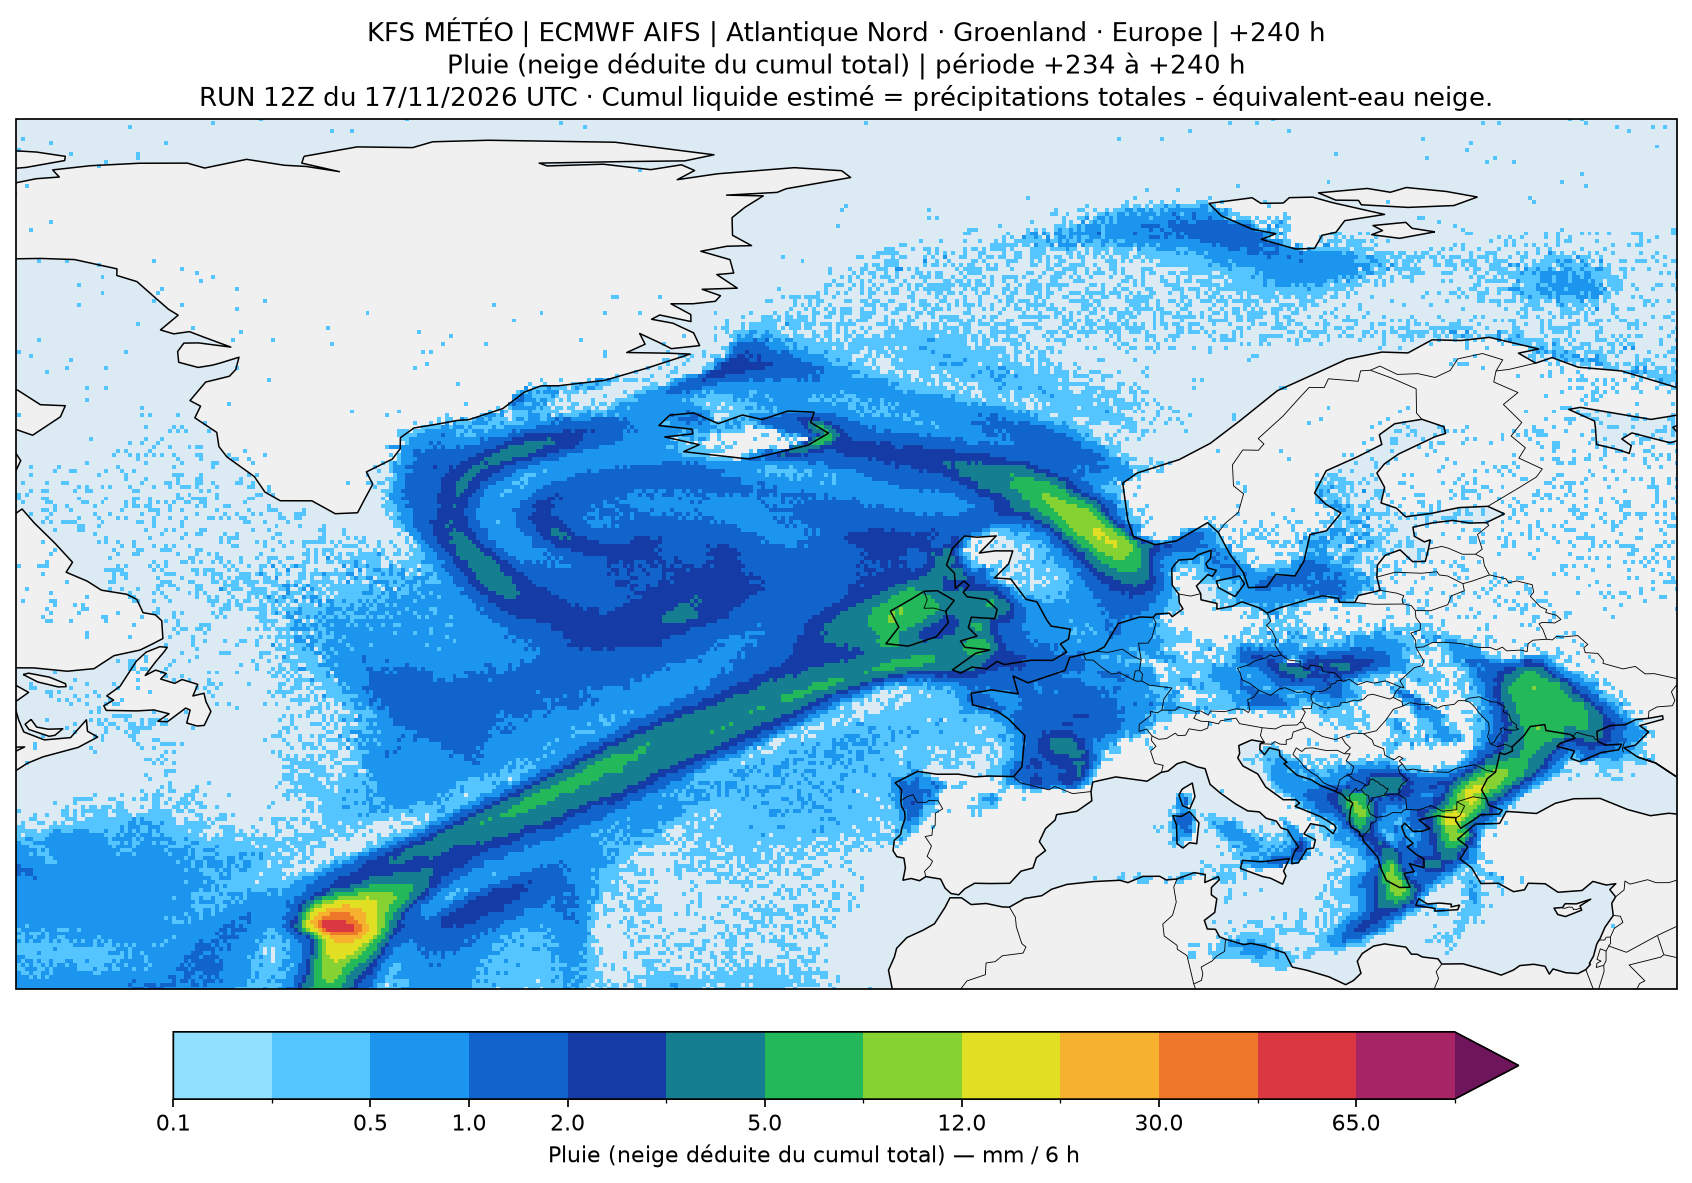 KFS MÉTÉO | ECMWF AIFS | Atlantique Nord · Groenland · Europe | +240 h
Pluie (neige déduite du cumul total) | période +234 à +240 h
RUN 12Z du 17/11/2026 UTC · Cumul liquide estimé = précipitations totales - équivalent-eau neige.
0.1 0.5 1.0 2.0 5.0 12.0 30.0 65.0
Pluie (neige déduite du cumul total) — mm / 6 h